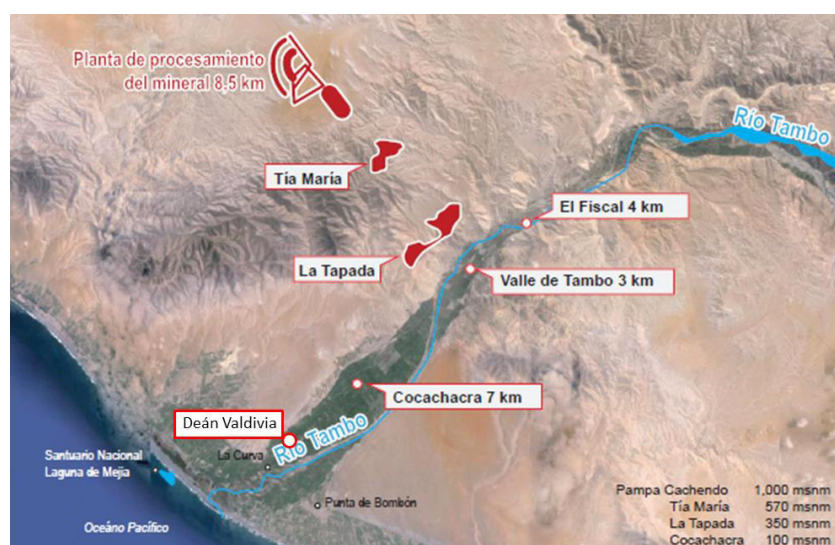 Planta de procesamiento
del mineral 8,5 km
Río Tambo
Tía María
El Fiscal 4 km
La Tapada
Valle de Tambo 3 km
Cocachacra 7 km
Deán Valdivia
Río Tambo
La Curva
Santuario Nacional
Laguna de Mejia
Punta de Bombón
Oceáno Pacífico
Pampa Cachendo 1,000 msnm
Tía María 570 msnm
La Tapada 350 msnm
Cocachacra 100 msnm